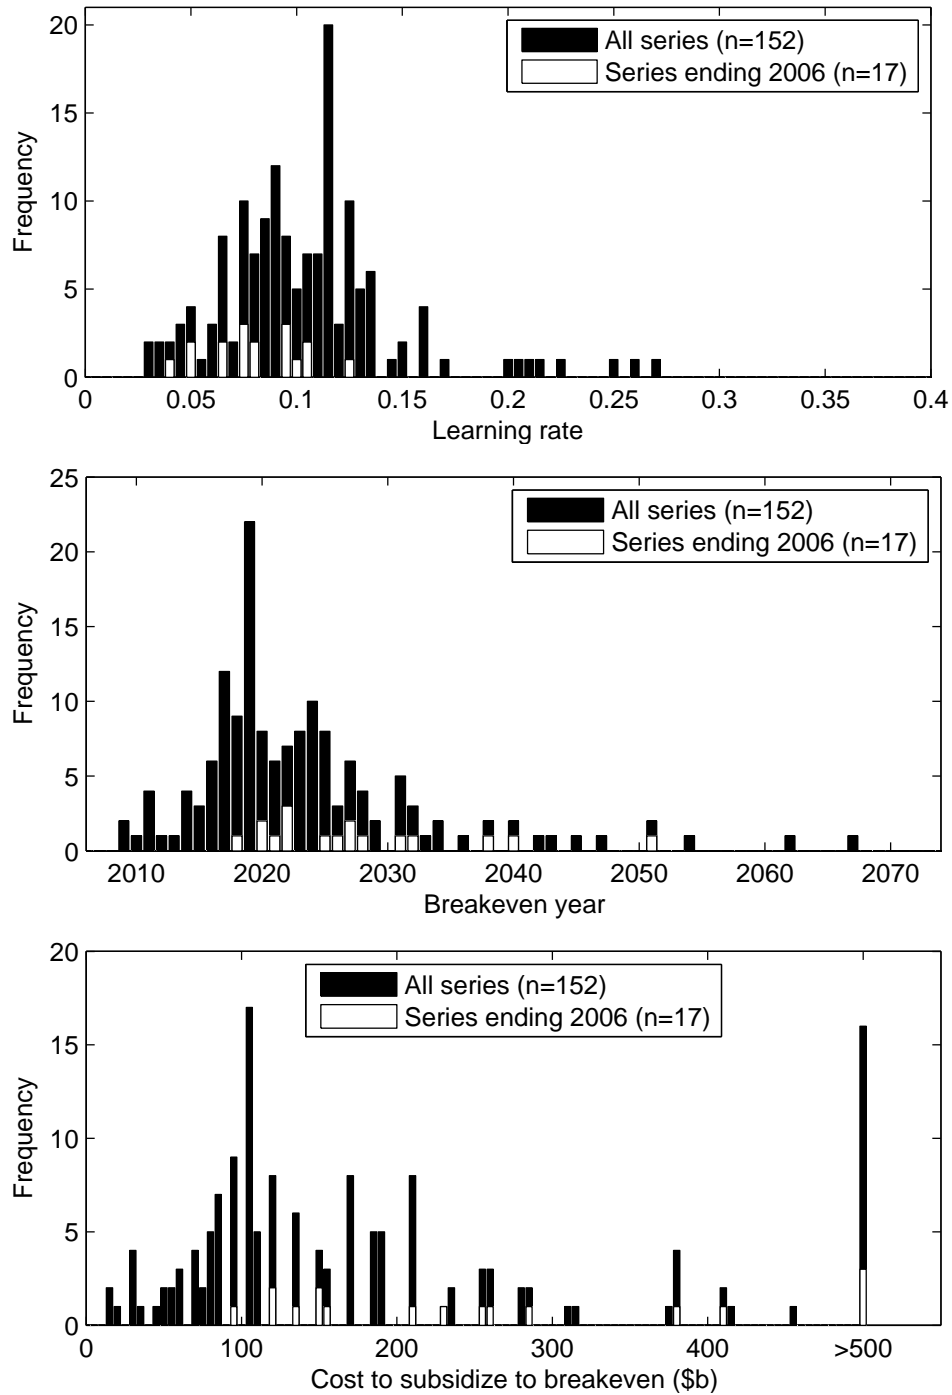 20
15
10
5
0
Frequency
All series (n=152)
Series ending 2006 (n=17)
0 0.05 0.1 0.15 0.2 0.25 0.3 0.35 0.4
Learning rate
25
20
15
10
5
0
Frequency
All series (n=152)
Series ending 2006 (n=17)
2010 2020 2030 2040 2050 2060 2070
Breakeven year
20
15
10
5
0
Frequency
All series (n=152)
Series ending 2006 (n=17)
0 100 200 300 400 >500
Cost to subsidize to breakeven ($b)